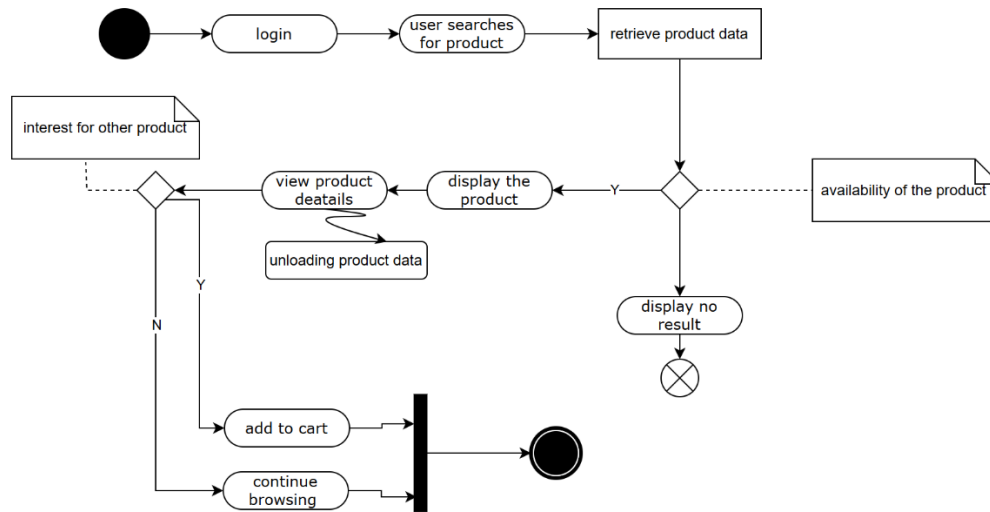 login
user searches
for product
retrieve product data
interest for other product
view product
deatails
display the
product
Y
availability of the product
unloading product data
Y
N
display no
result
add to cart
continue
browsing